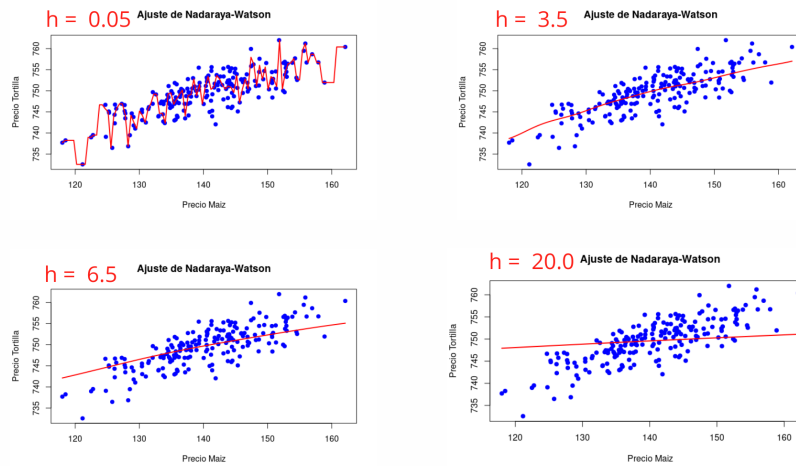 h = 0.05
Ajuste de Nadaraya-Watson
Precio Tortilla
735 740 745 750 755 760
120 130 140 150 160
Precio Maiz
h = 3.5
Ajuste de Nadaraya-Watson
Precio Tortilla
735 740 745 750 755 760
120 130 140 150 160
Precio Maiz
h = 6.5
Ajuste de Nadaraya-Watson
Precio Tortilla
735 740 745 750 755 760
120 130 140 150 160
Precio Maiz
h = 20.0
Ajuste de Nadaraya-Watson
Precio Tortilla
735 740 745 750 755 760
120 130 140 150 160
Precio Maiz